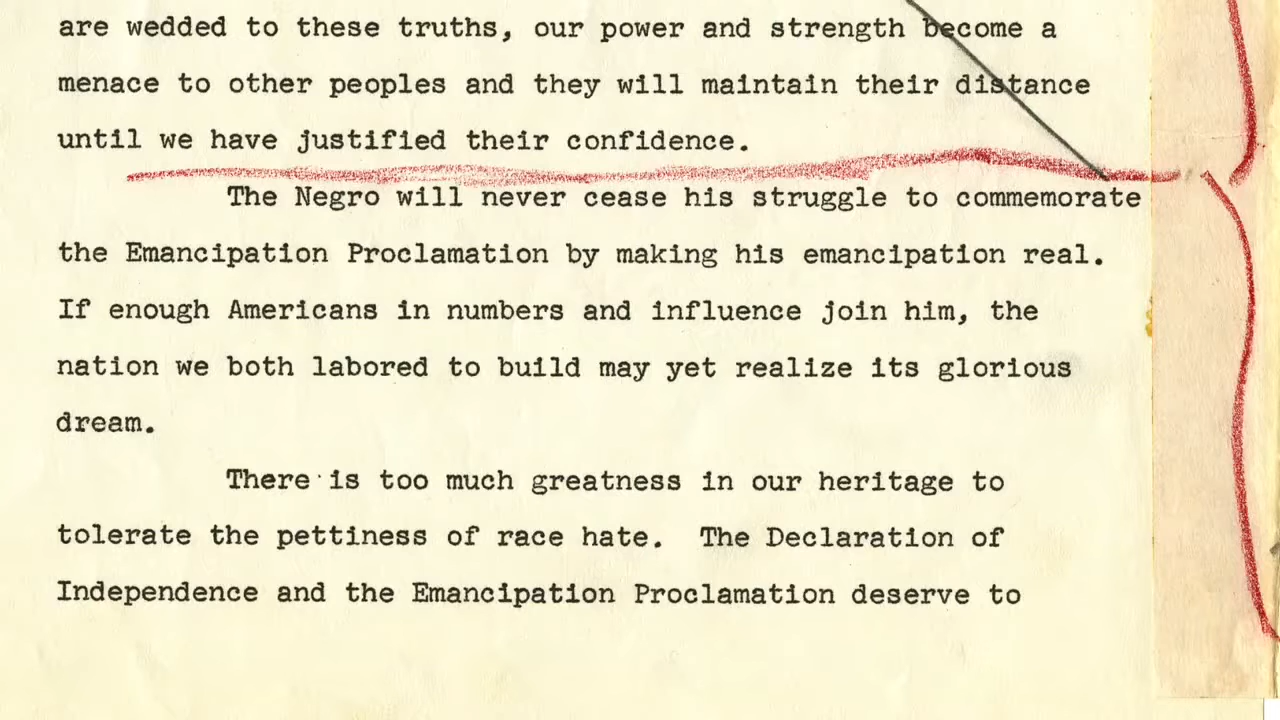 are wedded to these truths, our power and strength become a
menace to other peoples and they will maintain their distance
until we have justified their confidence.
The Negro will never cease his struggle to commemorate
the Emancipation Proclamation by making his emancipation real.
If enough Americans in numbers and influence join him, the
nation we both labored to build may yet realize its glorious
dream.
There is too much greatness in our heritage to
tolerate the pettiness of race hate.  The Declaration of
Independence and the Emancipation Proclamation deserve to